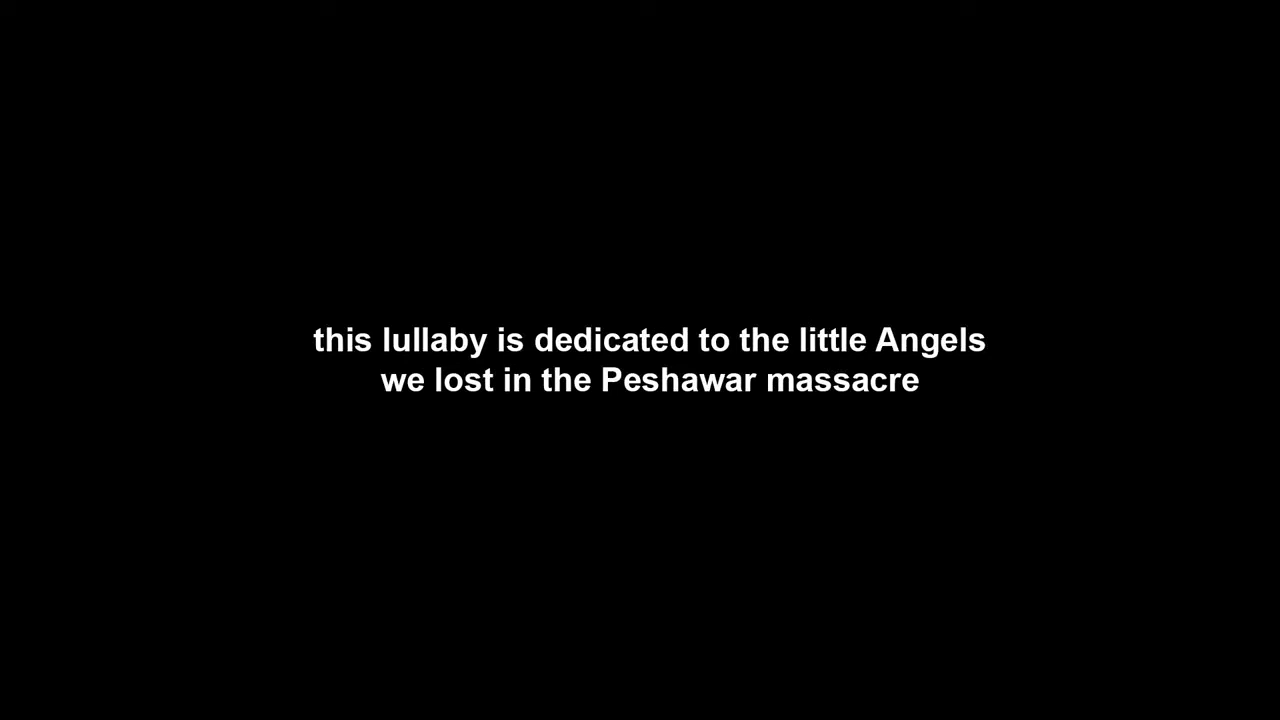 this lullaby is dedicated to the little Angels
we lost in the Peshawar massacre